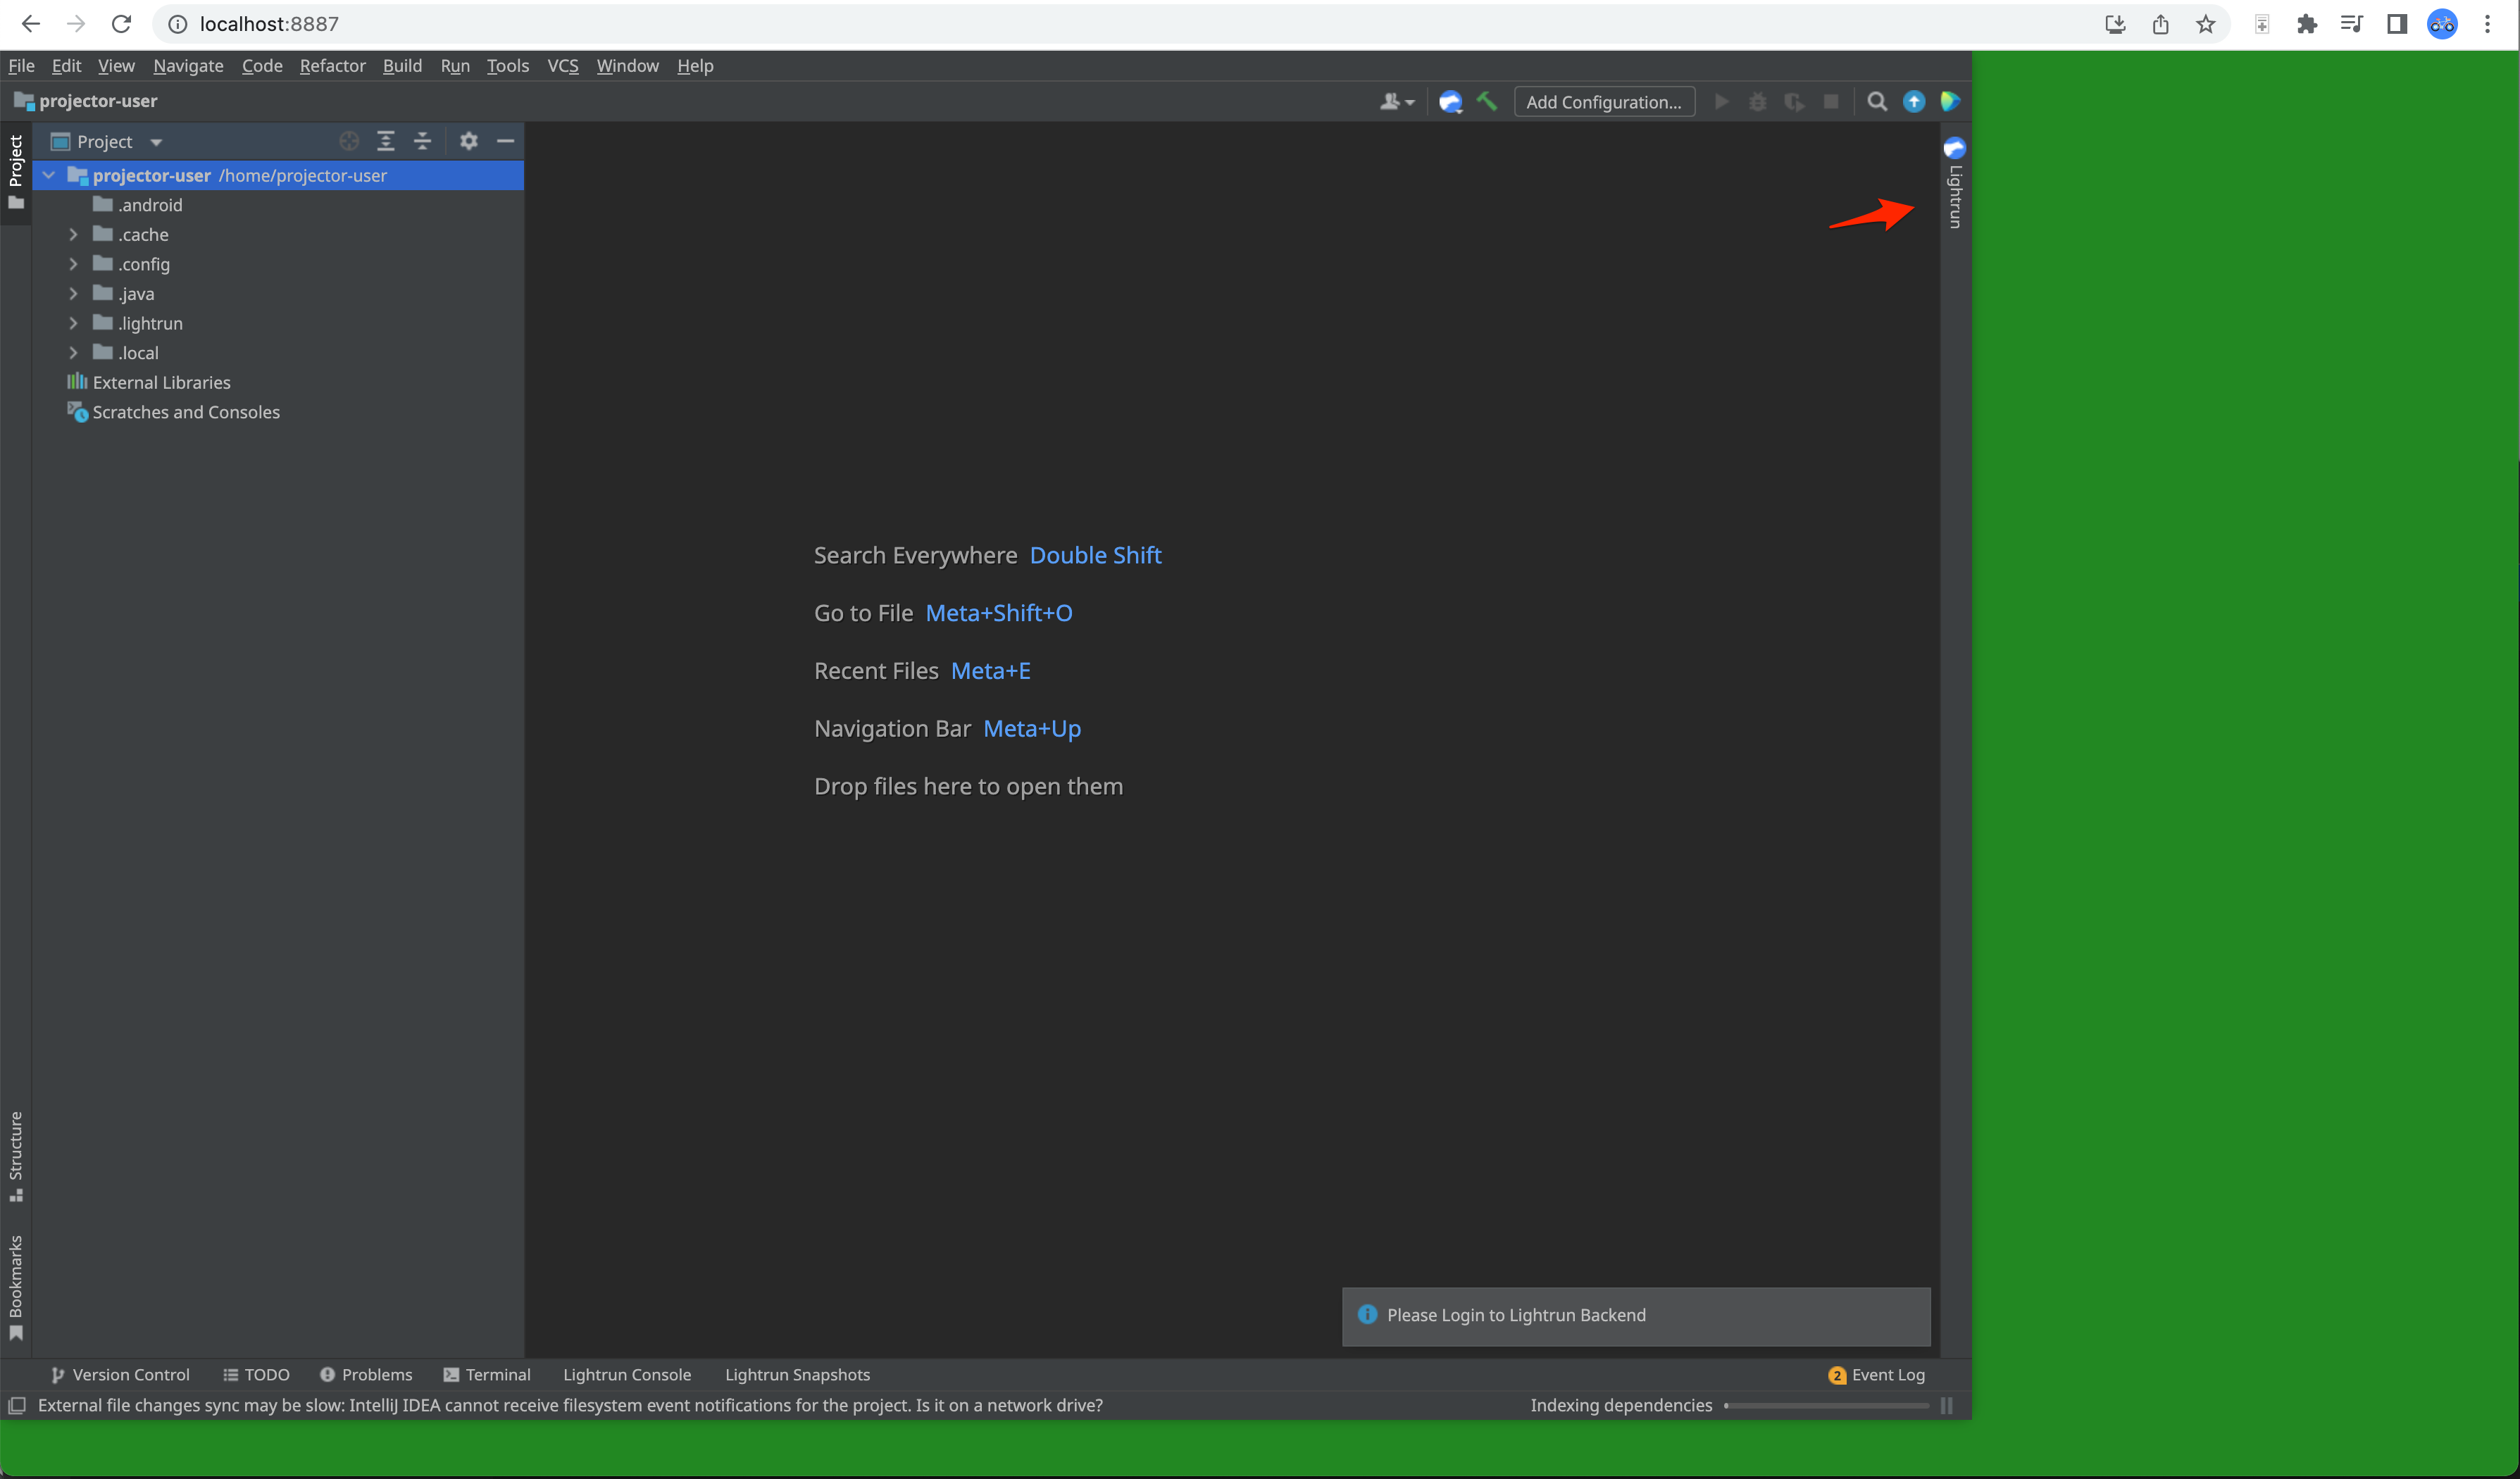 localhost:8887
File Edit View Navigate Code Refactor Build Run Tools VCS Window Help
projector-user
Add Configuration...
Project
Project
Lightrun
projector-user /home/projector-user
.android
.cache
.config
.java
.lightrun
.local
External Libraries
Scratches and Consoles
Search Everywhere Double Shift
Go to File Meta+Shift+O
Recent Files Meta+E
Navigation Bar Meta+Up
Drop files here to open them
Structure
Bookmarks
Please Login to Lightrun Backend
Version Control TODO Problems Terminal Lightrun Console Lightrun Snapshots 2 Event Log
External file changes sync may be slow: IntelliJ IDEA cannot receive filesystem event notifications for the project. Is it on a network drive? Indexing dependencies